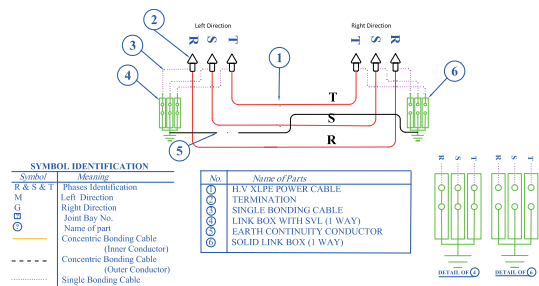 Left Direction
Right Direction
R S T
T S R
2
3
4
1
6
5
T
S
R
SYMBOL IDENTIFICATION
Symbol Meaning
R & S & T Phases Identification
M Left Direction
G Right Direction
Joint Bay No.
? Name of part
Concentric Bonding Cable
(Inner Conductor)
Concentric Bonding Cable
(Outer Conductor)
Single Bonding Cable
No. Name of Parts
1 H.V XLPE POWER CABLE
2 TERMINATION
3 SINGLE BONDING CABLE
4 LINK BOX WITH SVL (1 WAY)
5 EARTH CONTINUITY CONDUCTOR
6 SOLID LINK BOX (1 WAY)
R S T
R S T
DETAIL OF 4
DETAIL OF 6